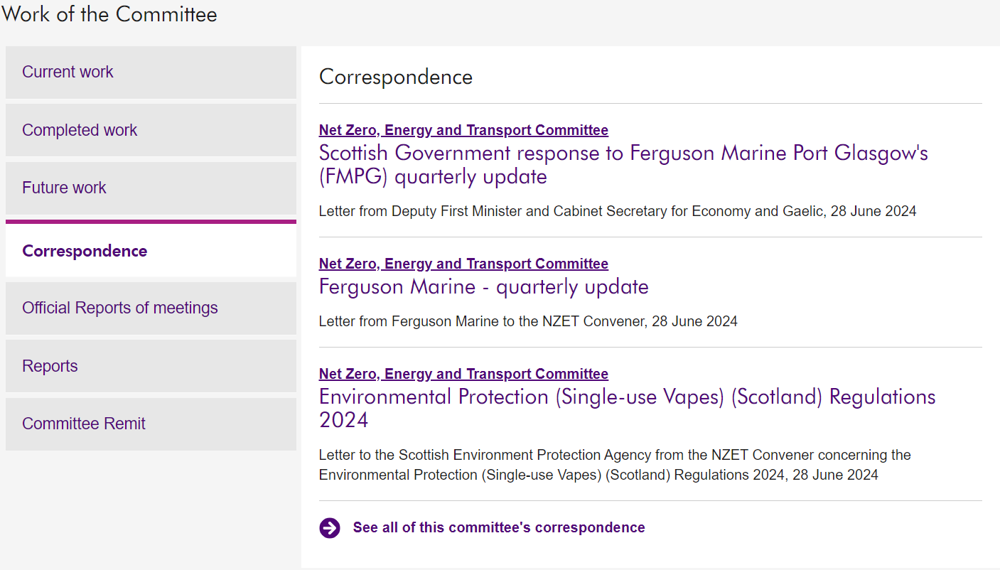 Work of the Committee
Current work
Completed work
Future work
Correspondence
Official Reports of meetings
Reports
Committee Remit
Correspondence
Net Zero, Energy and Transport Committee
Scottish Government response to Ferguson Marine Port Glasgow's
(FMPG) quarterly update
Letter from Deputy First Minister and Cabinet Secretary for Economy and Gaelic, 28 June 2024
Net Zero, Energy and Transport Committee
Ferguson Marine - quarterly update
Letter from Ferguson Marine to the NZET Convener, 28 June 2024
Net Zero, Energy and Transport Committee
Environmental Protection (Single-use Vapes) (Scotland) Regulations
2024
Letter to the Scottish Environment Protection Agency from the NZET Convener concerning the
Environmental Protection (Single-use Vapes) (Scotland) Regulations 2024, 28 June 2024
See all of this committee's correspondence